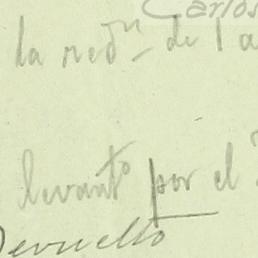 Carlos
la redⁿ - de la
levantᵒ por el
Devuelto